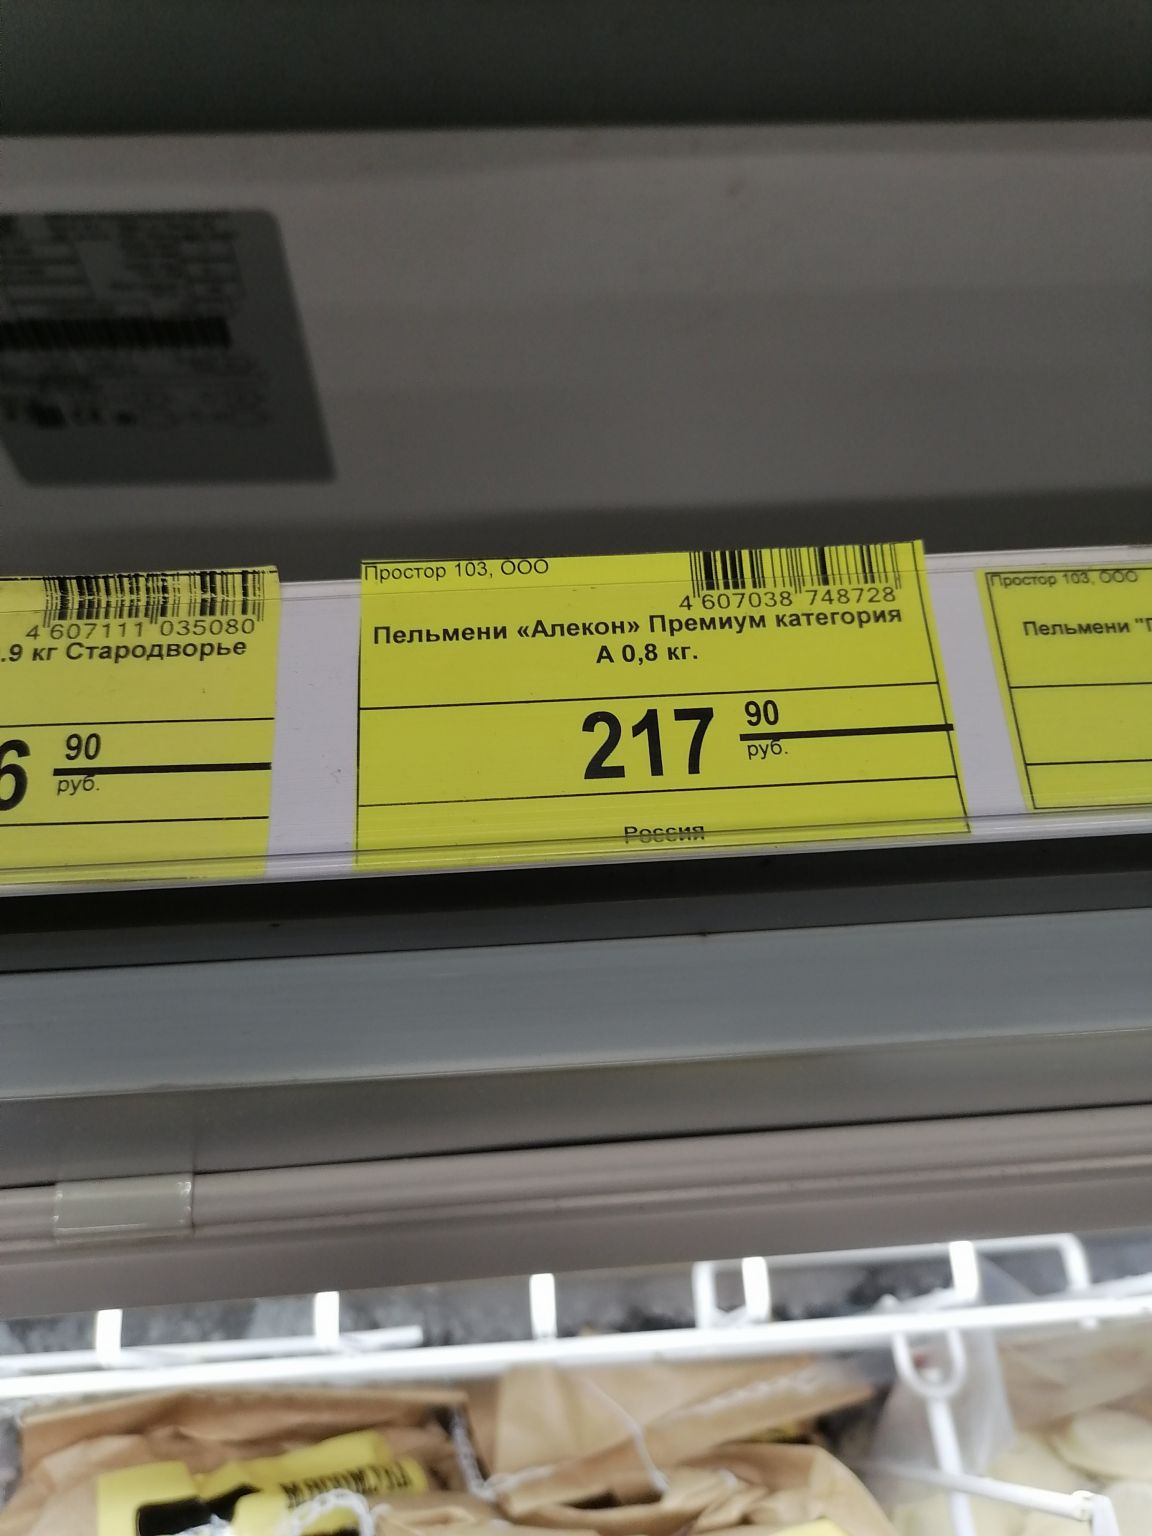 4 607111 035080
.9 кг Стародворье
6 90
руб.
Простор 103, ООО
4 607038 748728
Пельмени «Алекон» Премиум категория
А 0,8 кг.
217 90
руб.
Россия
Простор 103, ООО
Пельмени "П